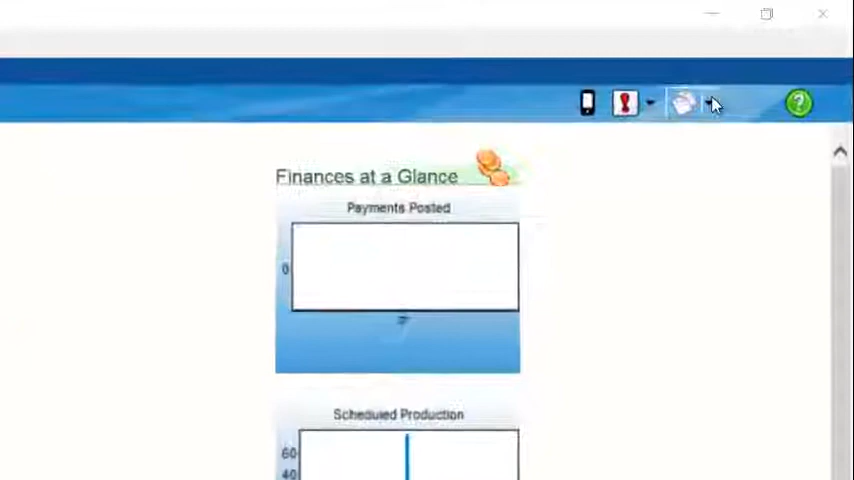 ?
Finances at a Glance
Payments Posted
0
Scheduled Production
60
40